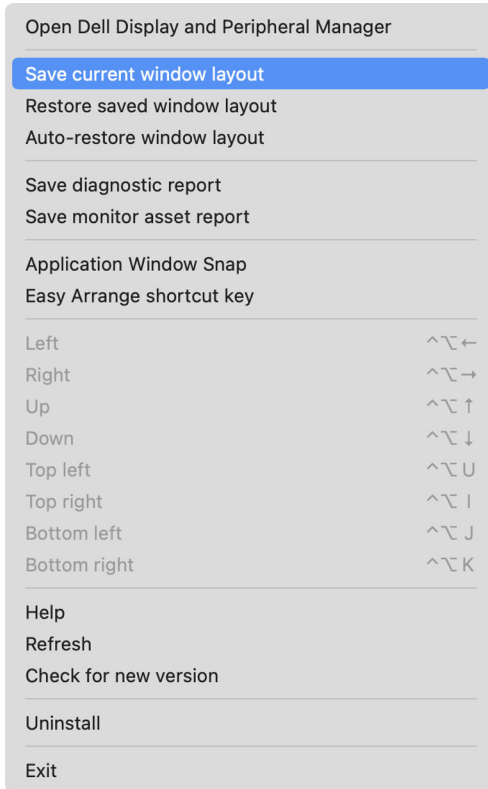 Open Dell Display and Peripheral Manager
Save current window layout
Restore saved window layout
Auto-restore window layout
Save diagnostic report
Save monitor asset report
Application Window Snap
Easy Arrange shortcut key
Left ^⌥←
Right ^⌥→
Up ^⌥↑
Down ^⌥↓
Top left ^⌥U
Top right ^⌥I
Bottom left ^⌥J
Bottom right ^⌥K
Help
Refresh
Check for new version
Uninstall
Exit